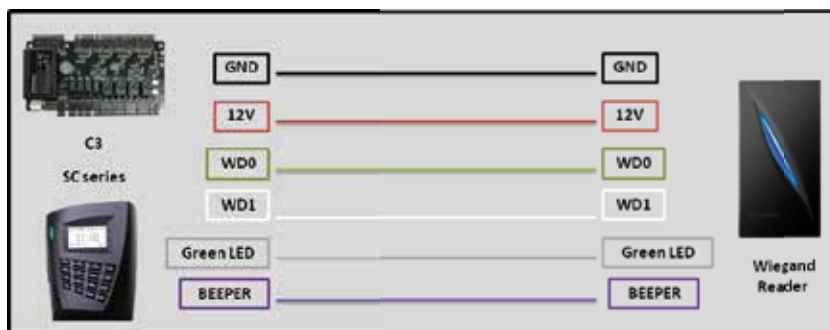 GND
GND
12V
12V
C3
WD0
WD0
SC series
WD1
WD1
Green LED
Green LED
Wiegand
Reader
BEEPER
BEEPER